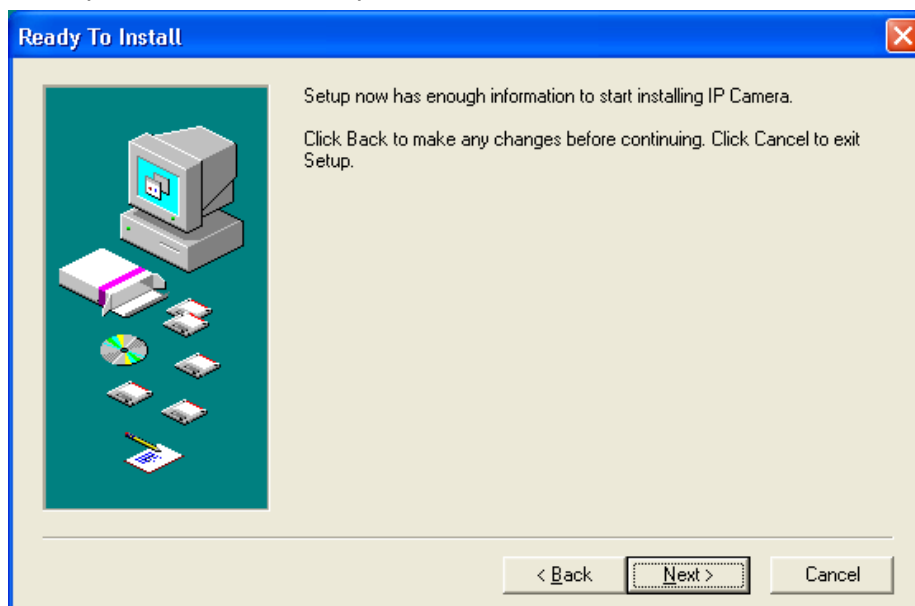 Ready To Install
Setup now has enough information to start installing IP Camera.
Click Back to make any changes before continuing. Click Cancel to exit
Setup.
< Back
Next >
Cancel